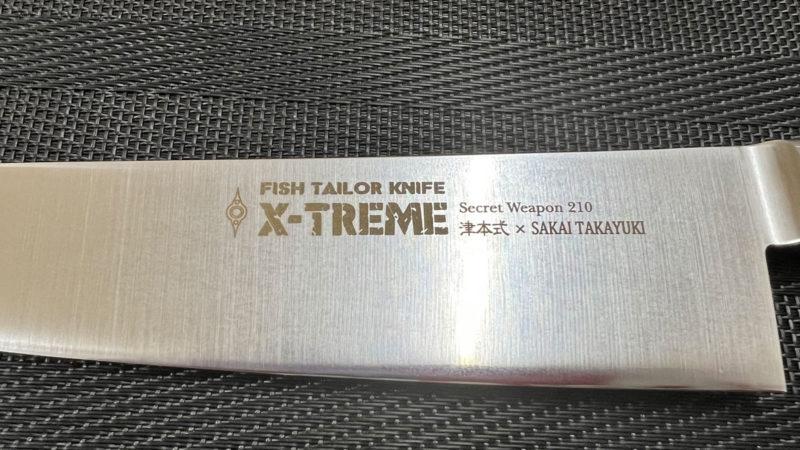 FISH TAILOR KNIFE
X-TREME
Secret Weapon 210
津本式 × SAKAI TAKAYUKI